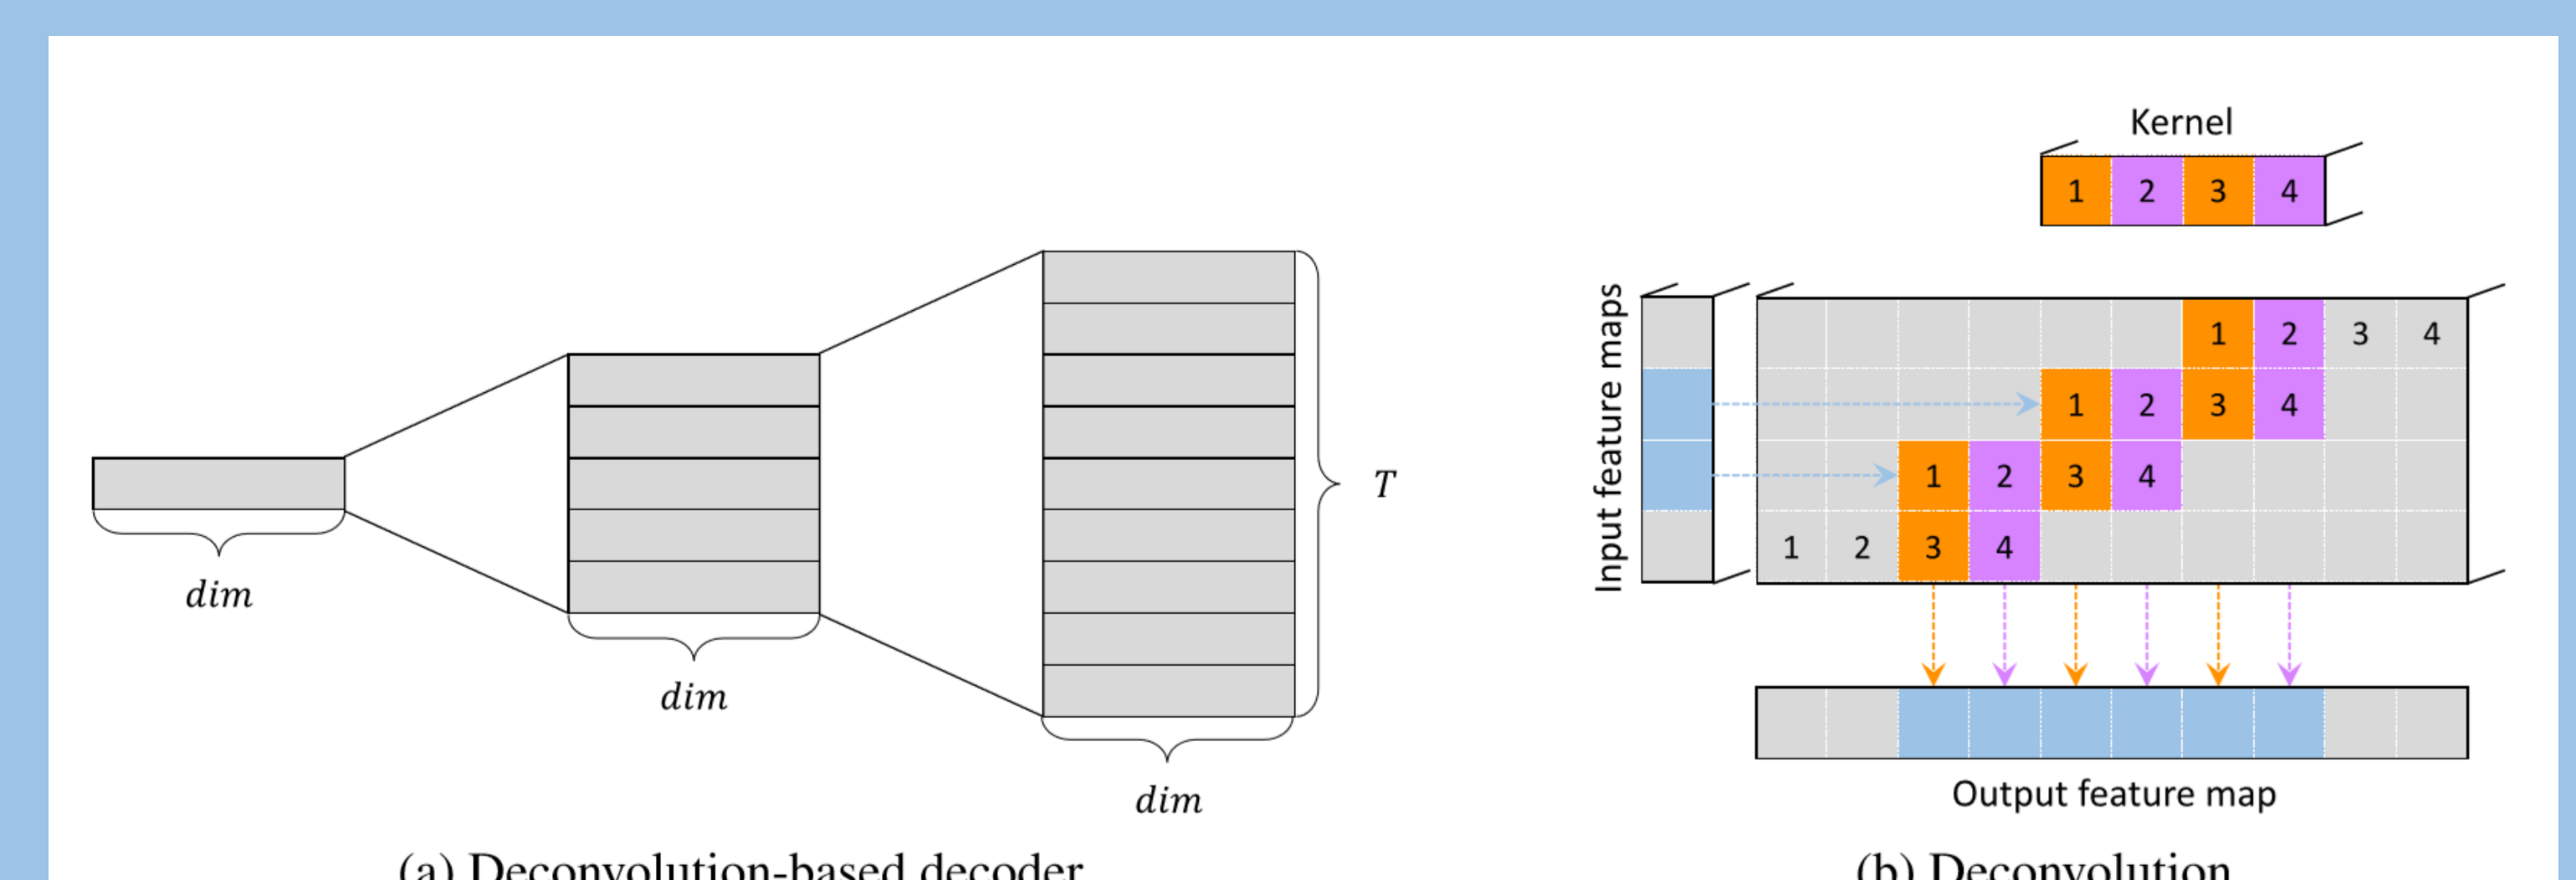 dim
dim
dim
T
(a) Deconvolution-based decoder
Kernel
1 2 3 4
Input feature maps
1 2 3 4
1 2 3 4
1 2 3 4
1 2 3 4
Output feature map
(b) Deconvolution